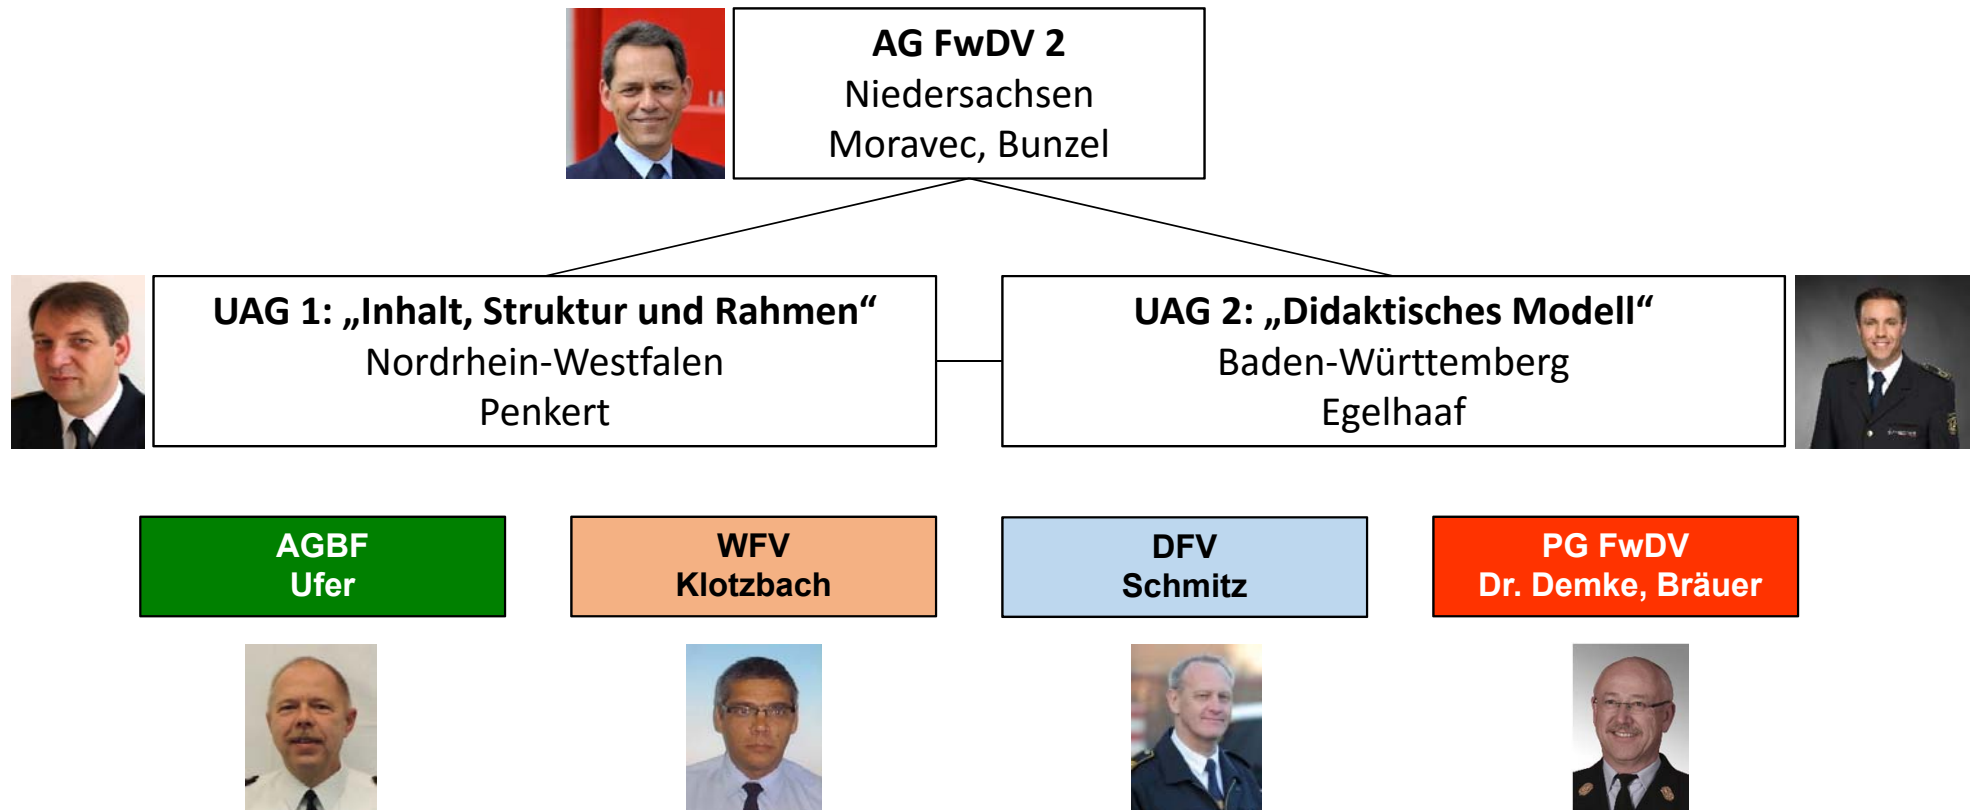 AG FwDV 2
Niedersachsen
Moravec, Bunzel
LA
UAG 1: „Inhalt, Struktur und Rahmen“
Nordrhein-Westfalen
Penkert
UAG 2: „Didaktisches Modell“
Baden-Württemberg
Egelhaaf
AGBF
Ufer
WFV
Klotzbach
DFV
Schmitz
PG FwDV
Dr. Demke, Bräuer